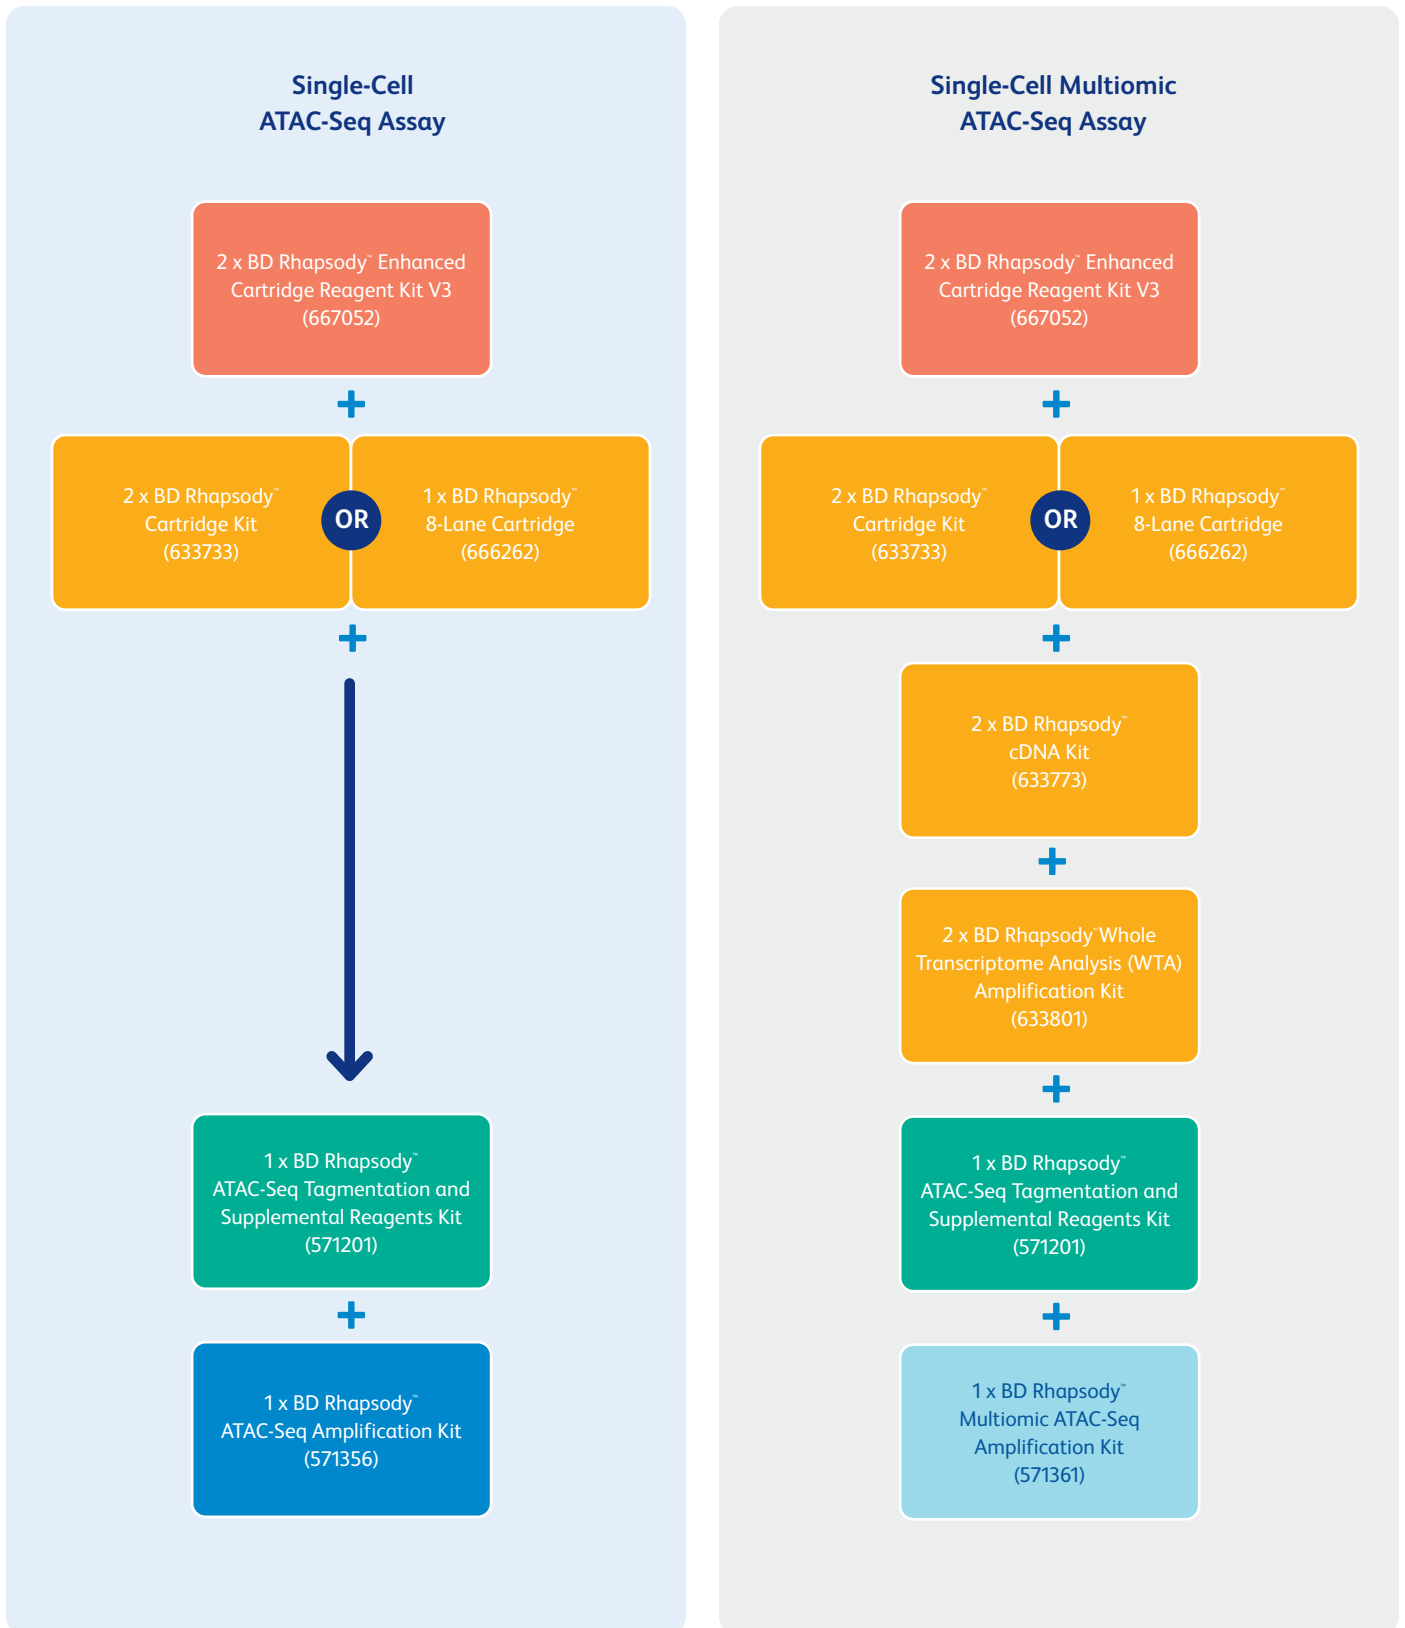 Single-Cell
ATAC-Seq Assay
2 x BD Rhapsody™ Enhanced
Cartridge Reagent Kit V3
(667052)
+
2 x BD Rhapsody™
Cartridge Kit
(633733)
OR
1 x BD Rhapsody™
8-Lane Cartridge
(666262)
+
1 x BD Rhapsody™
ATAC-Seq Tagmentation and
Supplemental Reagents Kit
(571201)
+
1 x BD Rhapsody™
ATAC-Seq Amplification Kit
(571356)
Single-Cell Multiomic
ATAC-Seq Assay
2 x BD Rhapsody™ Enhanced
Cartridge Reagent Kit V3
(667052)
+
2 x BD Rhapsody™
Cartridge Kit
(633733)
OR
1 x BD Rhapsody™
8-Lane Cartridge
(666262)
+
2 x BD Rhapsody™
cDNA Kit
(633773)
+
2 x BD Rhapsody™Whole
Transcriptome Analysis (WTA)
Amplification Kit
(633801)
+
1 x BD Rhapsody™
ATAC-Seq Tagmentation and
Supplemental Reagents Kit
(571201)
+
1 x BD Rhapsody™
Multiomic ATAC-Seq
Amplification Kit
(571361)